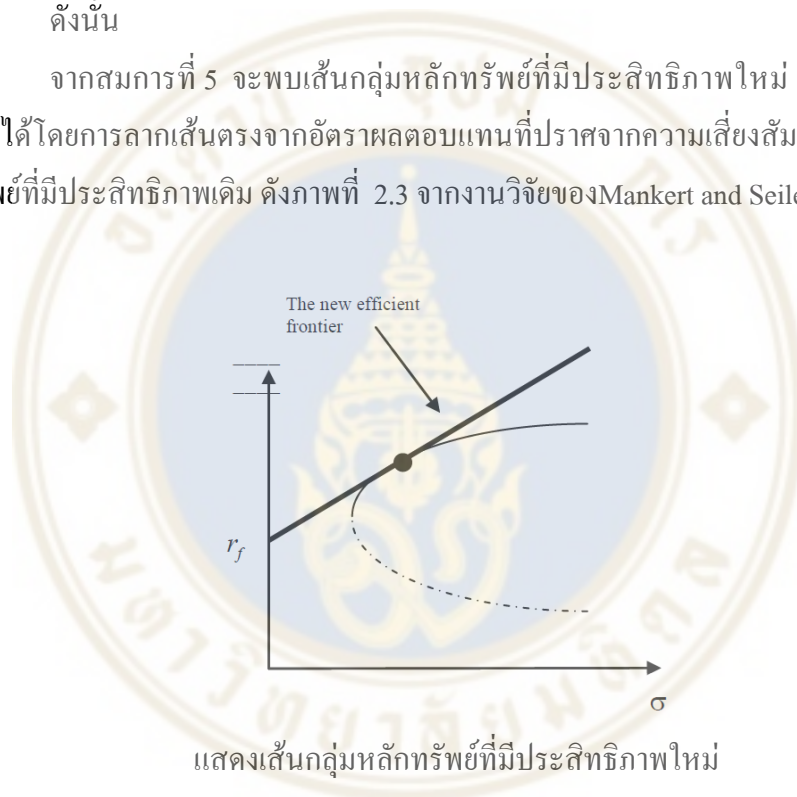 ดังนั้น
จากสมการที่ 5 จะพบเส้นกลุ่มหลักทรัพย์ที่มีประสิทธิภาพใหม่
ได้โดยการลากเส้นตรงจากอัตราผลตอบแทนที่ปราศจากความเสี่ยง
ที่มีประสิทธิภาพเดิม ดังภาพที่ 2.3 จากงานวิจัยของMankert and
The new efficient
frontier
r_f
σ
แสดงเส้นกลุ่มหลักทรัพย์ที่มีประสิทธิภาพใหม่